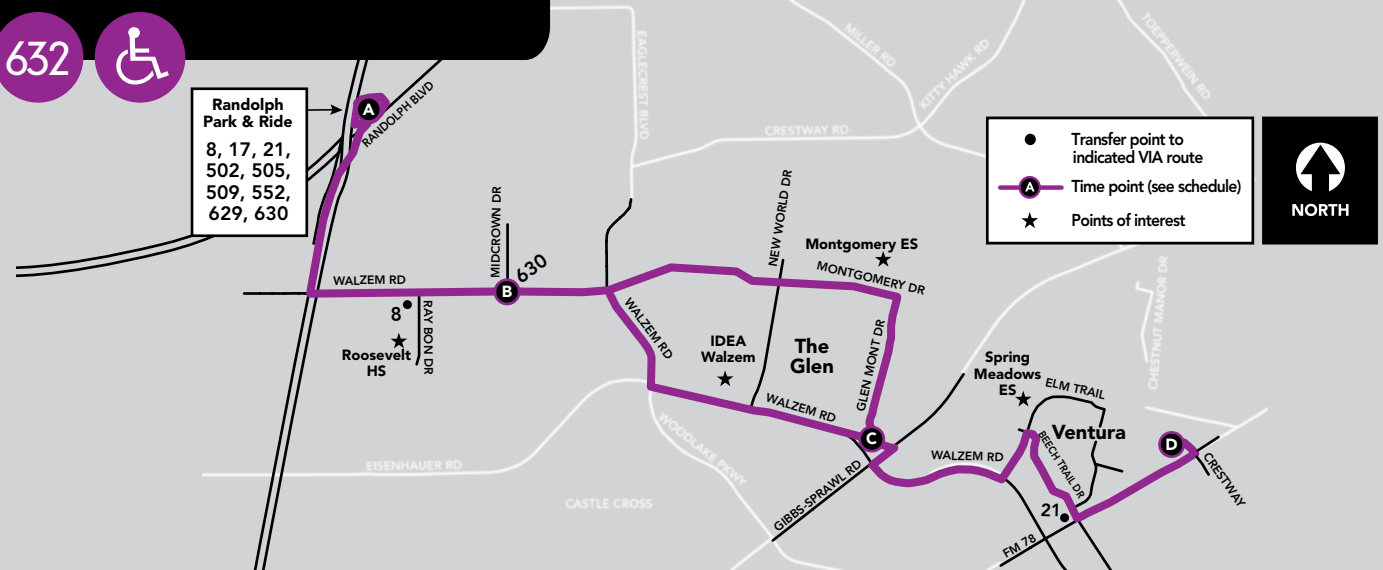 632
Randolph
Park & Ride
8, 17, 21,
502, 505,
509, 552,
629, 630
A
RANDOLPH BLVD
EAGLECREST BLVD
MILLER RD
KITTY HAWK RD
TOEPPERWEIN RD
CRESTWAY RD
Transfer point to
indicated VIA route
A
Time point (see schedule)
Points of interest
NORTH
MIDCROWN DR
630
B
WALZEM RD
8
RAY BON DR
Roosevelt
HS
NEW WORLD DR
Montgomery ES
MONTGOMERY DR
WALZEM RD
IDEA
Walzem
The
Glen
GLEN MONT DR
WALZEM RD
C
CHESTNUT MANOR DR
Spring
Meadows
ES
ELM TRAIL
Ventura
BEECH TRAIL DR
D
CRESTWAY
WALZEM RD
GIBBS-SPRAWL RD
21
FM 78
WOODLAKE PKWY
EISENHAUER RD
CASTLE CROSS